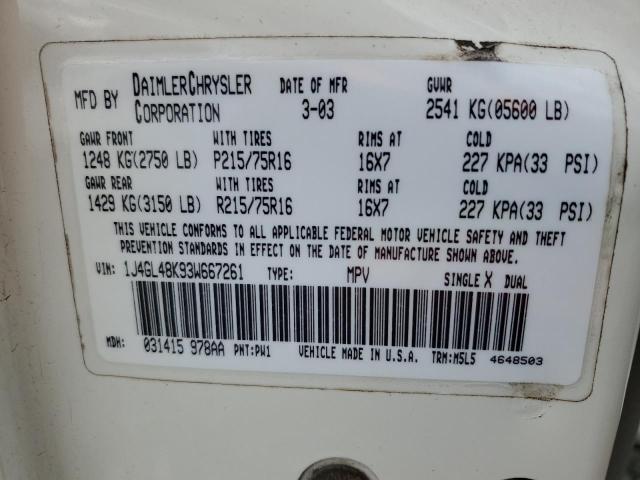 MFD BY DAIMLERCHRYSLER CORPORATION DATE OF MFR 3-03 GVWR 2541 KG(05600 LB)
GAWR FRONT WITH TIRES RIMS AT COLD
1248 KG(2750 LB) P215/75R16 16X7 227 KPA(33 PSI)
GAWR REAR WITH TIRES RIMS AT COLD
1429 KG(3150 LB) R215/75R16 16X7 227 KPA(33 PSI)
THIS VEHICLE CONFORMS TO ALL APPLICABLE FEDERAL MOTOR VEHICLE SAFETY AND THEFT
PREVENTION STANDARDS IN EFFECT ON THE DATE OF MANUFACTURE SHOWN ABOVE.
VIN: 1J4GL48K93W667261 TYPE: MPV SINGLE X DUAL
MDH: 031415 978AA PNT:PW1 VEHICLE MADE IN U.S.A. TRM:M5L5 4648503